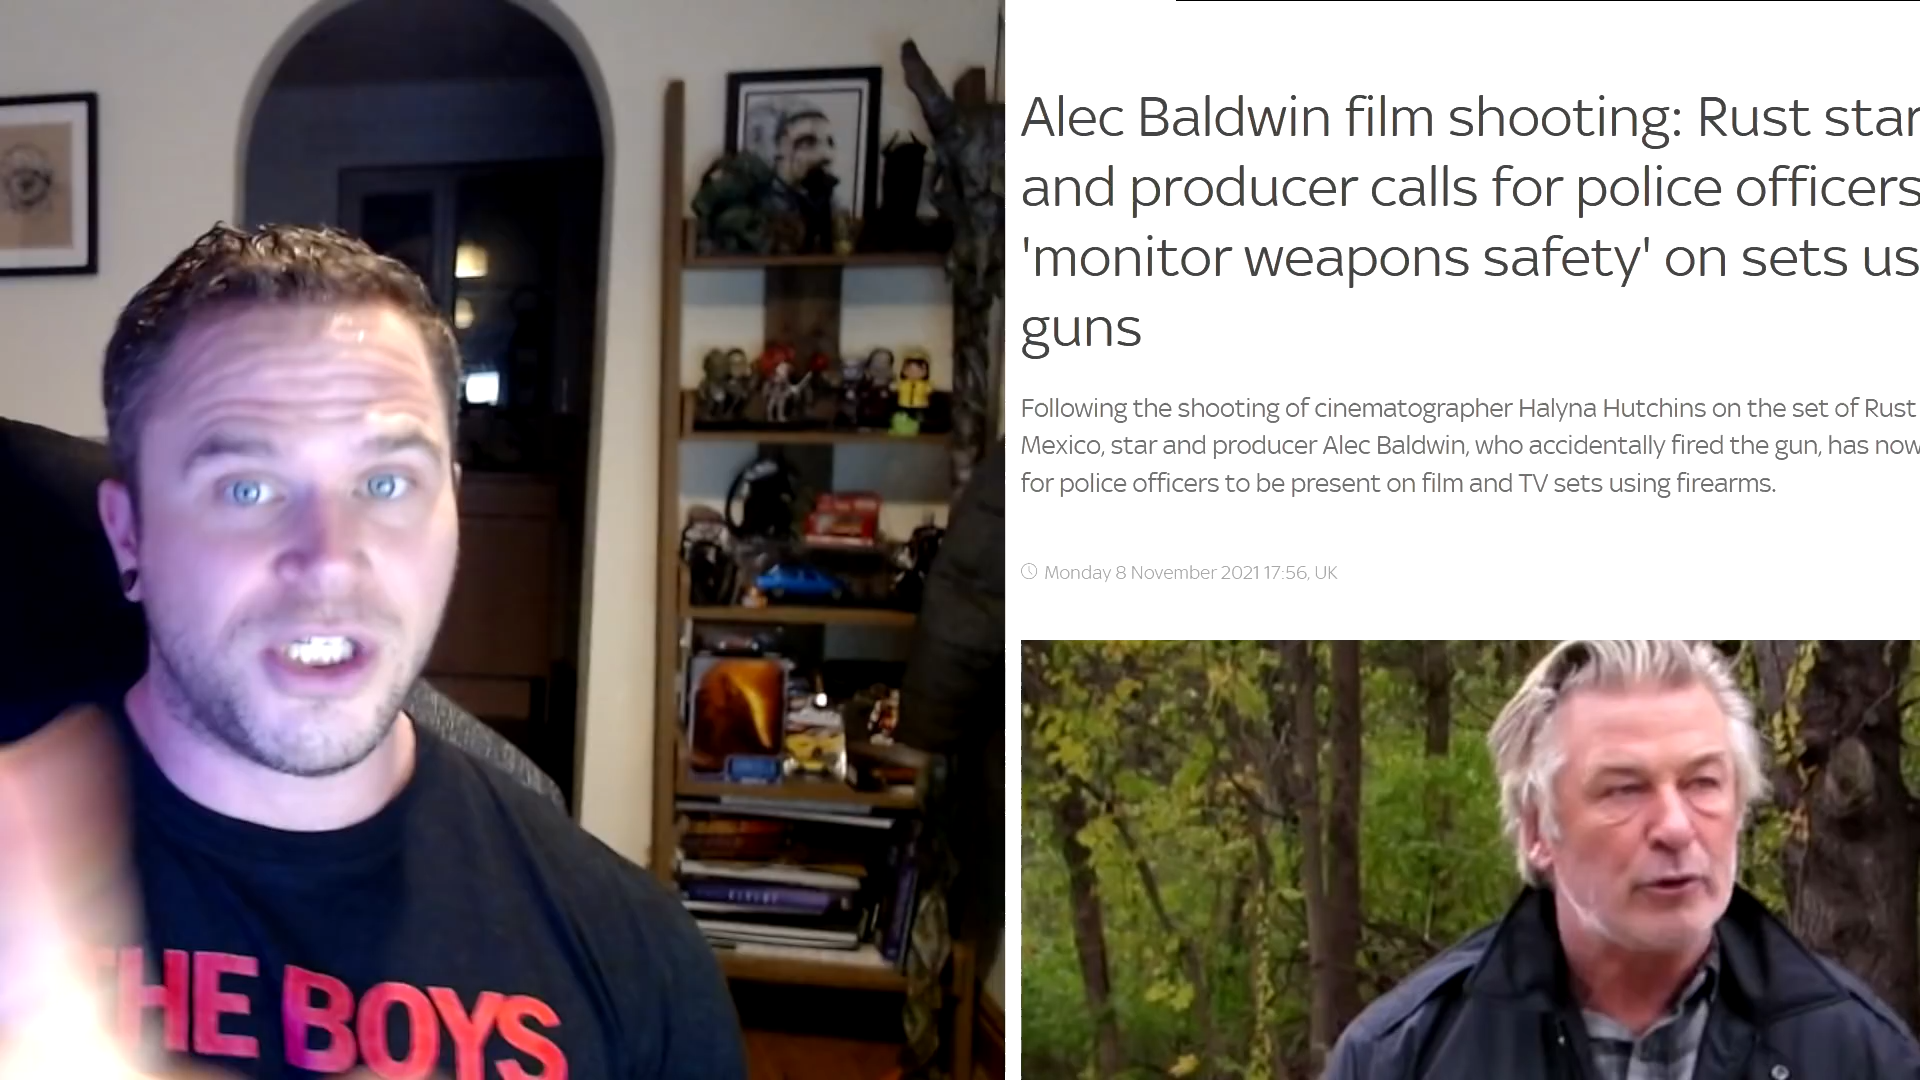 THE BOYS
Alec Baldwin film shooting: Rust star
and producer calls for police officers
'monitor weapons safety' on sets us
guns
Following the shooting of cinematographer Halyna Hutchins on the set of Rust
Mexico, star and producer Alec Baldwin, who accidentally fired the gun, has now
for police officers to be present on film and TV sets using firearms.
Monday 8 November 2021 17:56, UK